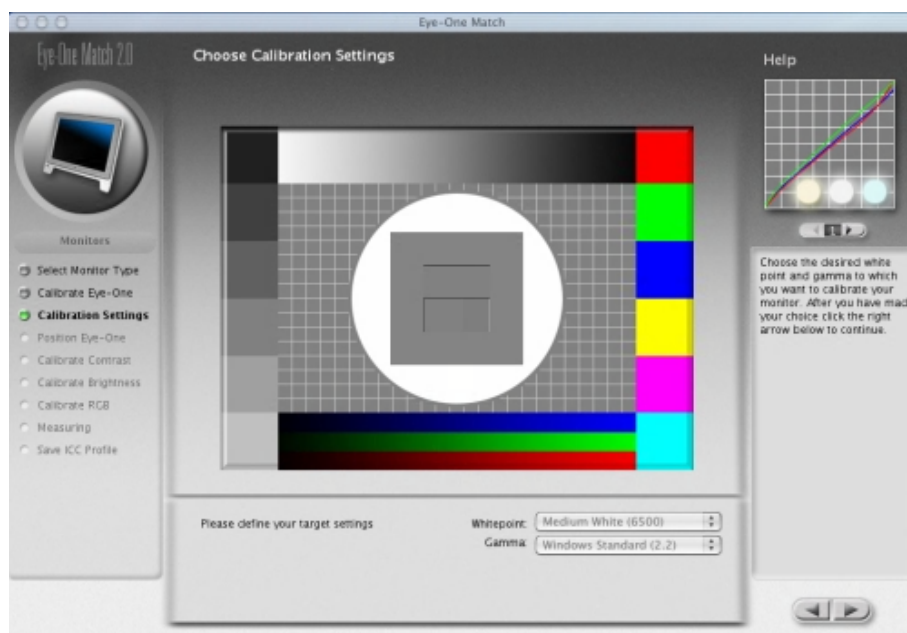 Eye-One Match
Eye-One Match 2.0
Choose Calibration Settings
Help
Monitors
Select Monitor Type
Calibrate Eye-One
Calibration Settings
Position Eye-One
Calibrate Contrast
Calibrate Brightness
Calibrate RGB
Measuring
Save ICC Profile
Please define your target settings
Whitepoint: Medium White (6500)
Gamma: Windows Standard (2.2)
1
Choose the desired white
point and gamma to which
you want to calibrate your
monitor. After you have mad
your choice click the right
arrow below to continue.